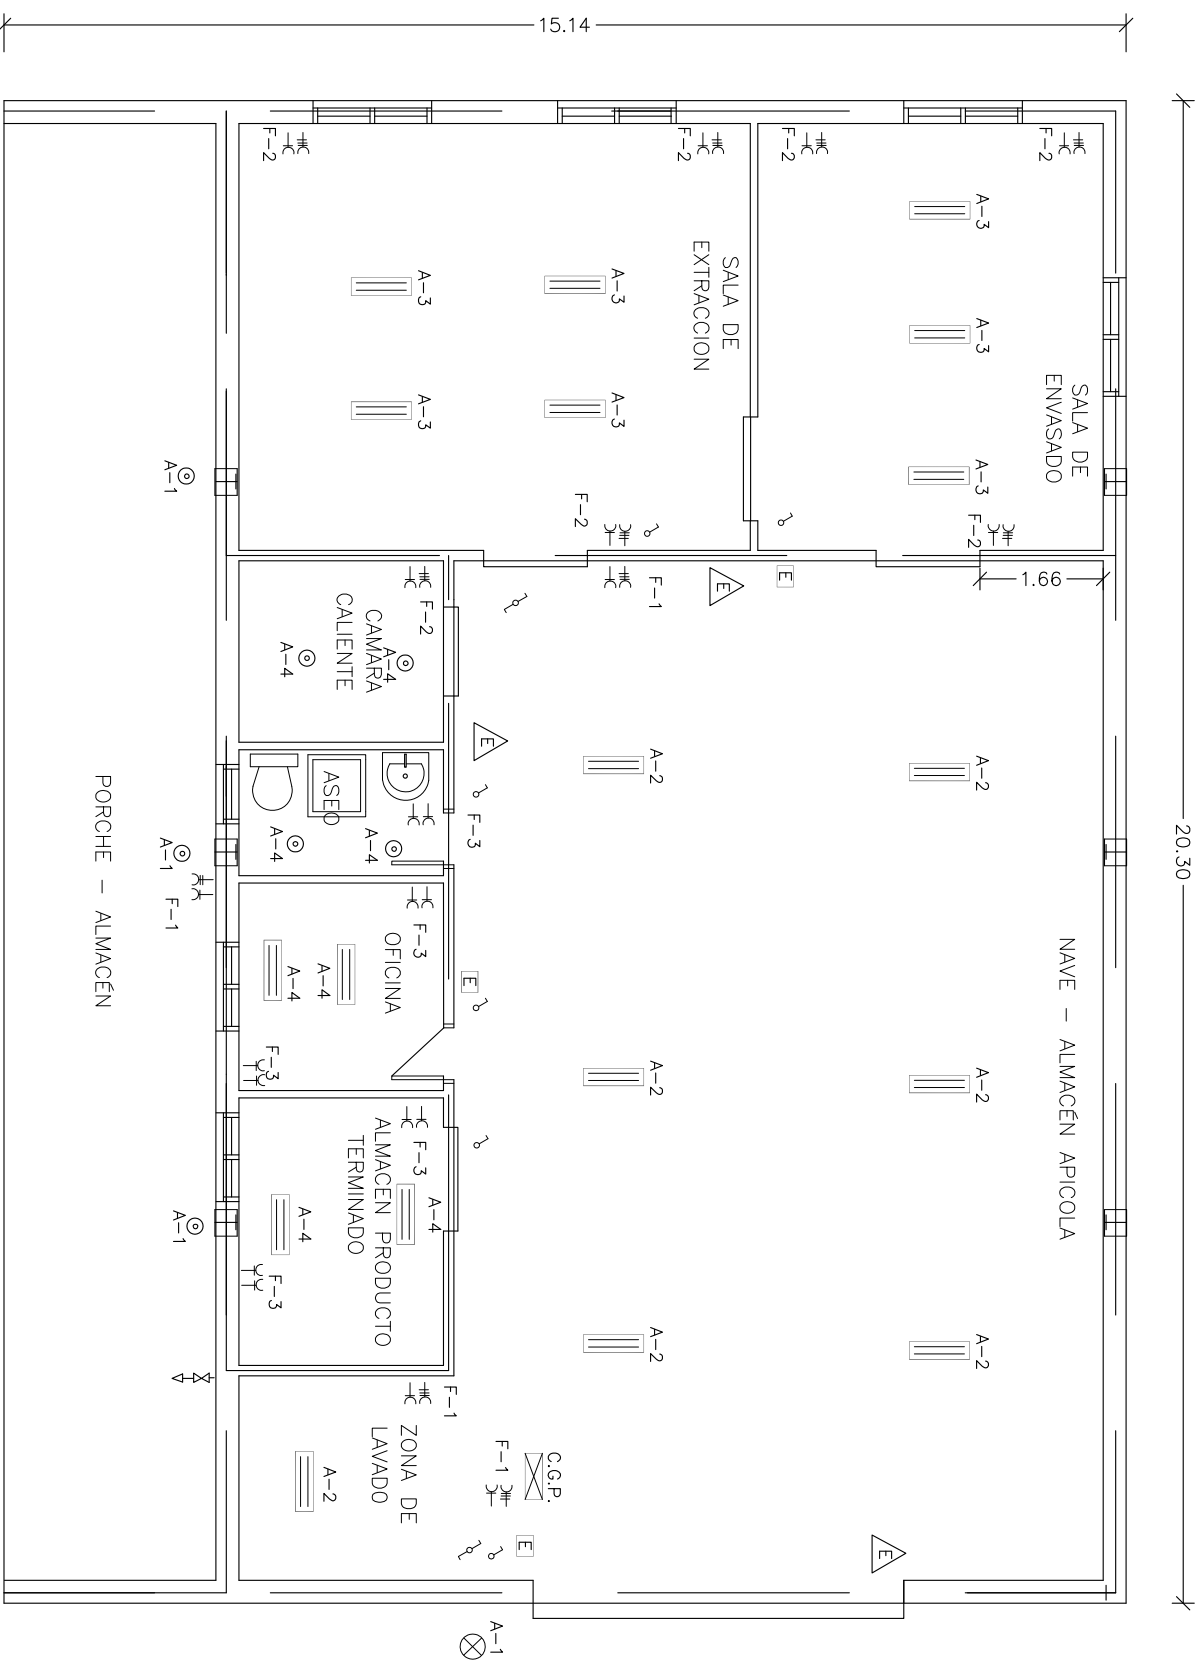 15.14
20.30
1.66
F-2
F-2
F-2
F-2
A-3
A-3
A-3
SALA DE
ENVASADO
F-2
SALA DE
EXTRACCION
A-3
A-3
A-3
A-3
F-2
F-1
E
E
A-1
F-2
CAMARA
CALIENTE
A-4
A-4
E
ASEO
A-4
A-4
F-3
A-1
F-1
PORCHE - ALMACÉN
OFICINA
F-3
A-4
A-4
F-3
E
NAVE - ALMACÉN APICOLA
A-2
A-2
A-2
A-2
A-2
A-2
ALMACEN PRODUCTO
TERMINADO
F-3
A-4
A-4
F-3
A-1
F-1
ZONA DE
LAVADO
A-2
C.G.P.
F-1
E
E
A-1